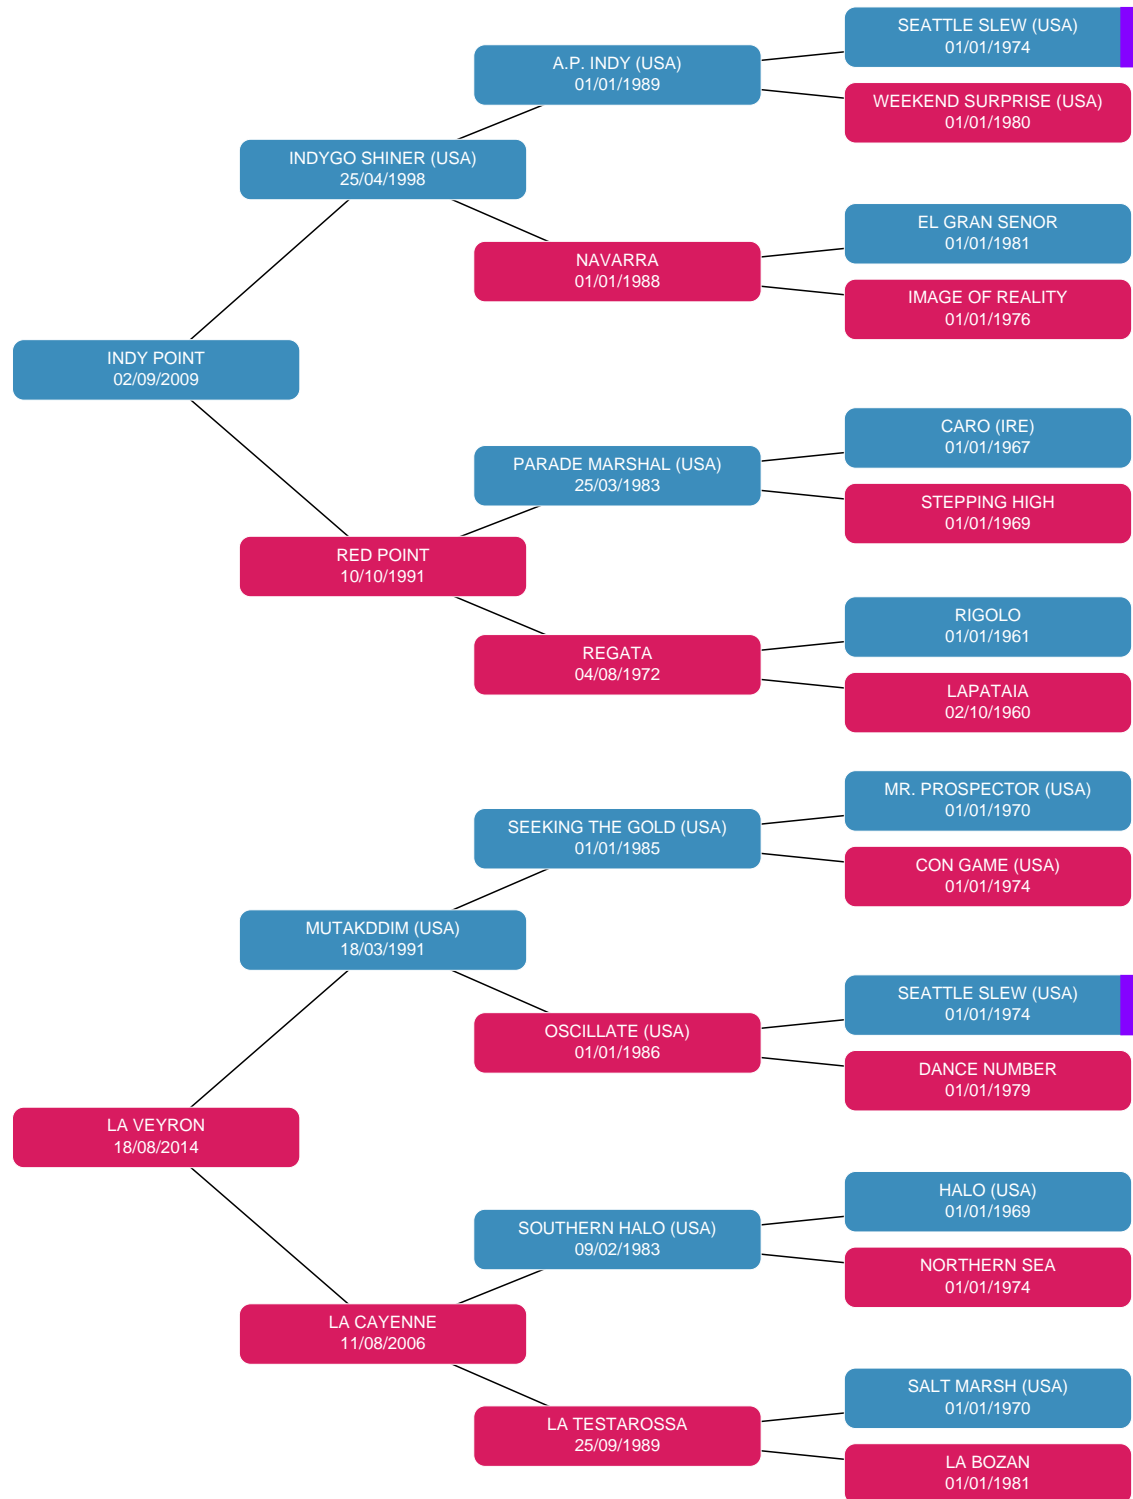 SEATTLE SLEW (USA)
01/01/1974
A.P. INDY (USA)
01/01/1989
WEEKEND SURPRISE (USA)
01/01/1980
INDYGO SHINER (USA)
25/04/1998
EL GRAN SENOR
01/01/1981
NAVARRA
01/01/1988
IMAGE OF REALITY
01/01/1976
INDY POINT
02/09/2009
CARO (IRE)
01/01/1967
PARADE MARSHAL (USA)
25/03/1983
STEPPING HIGH
01/01/1969
RED POINT
10/10/1991
RIGOLO
01/01/1961
REGATA
04/08/1972
LAPATAIA
02/10/1960
MR. PROSPECTOR (USA)
01/01/1970
SEEKING THE GOLD (USA)
01/01/1985
CON GAME (USA)
01/01/1974
MUTAKDDIM (USA)
18/03/1991
SEATTLE SLEW (USA)
01/01/1974
OSCILLATE (USA)
01/01/1986
DANCE NUMBER
01/01/1979
LA VEYRON
18/08/2014
HALO (USA)
01/01/1969
SOUTHERN HALO (USA)
09/02/1983
NORTHERN SEA
01/01/1974
LA CAYENNE
11/08/2006
SALT MARSH (USA)
01/01/1970
LA TESTAROSSA
25/09/1989
LA BOZAN
01/01/1981